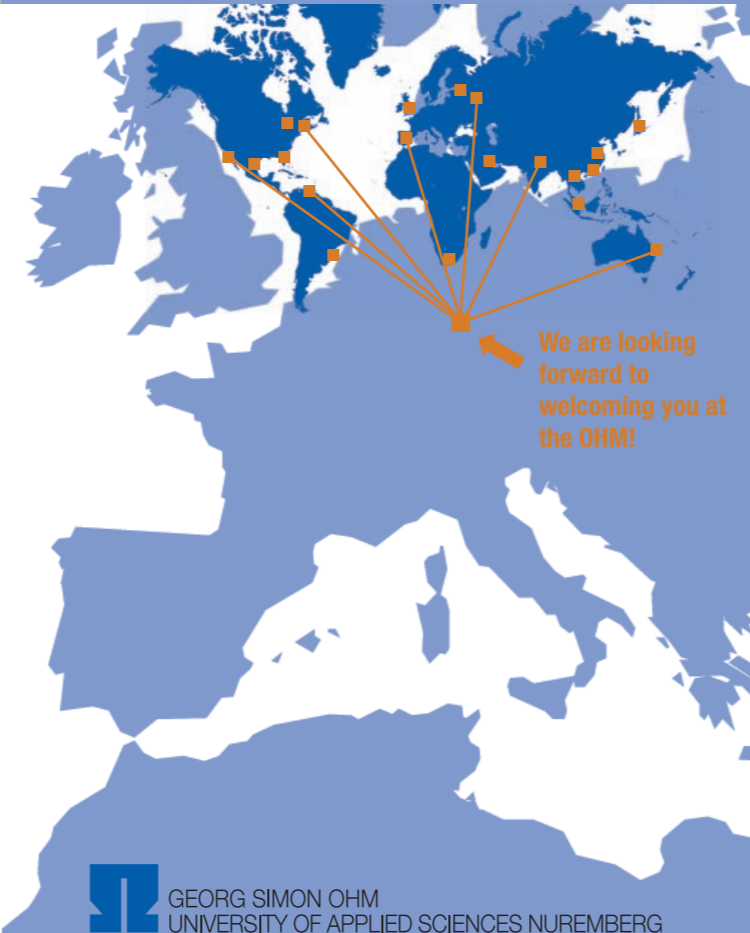 We are looking
forward to
welcoming you at
the OHM!
GEORG SIMON OHM
UNIVERSITY OF APPLIED SCIENCES NUREMBERG